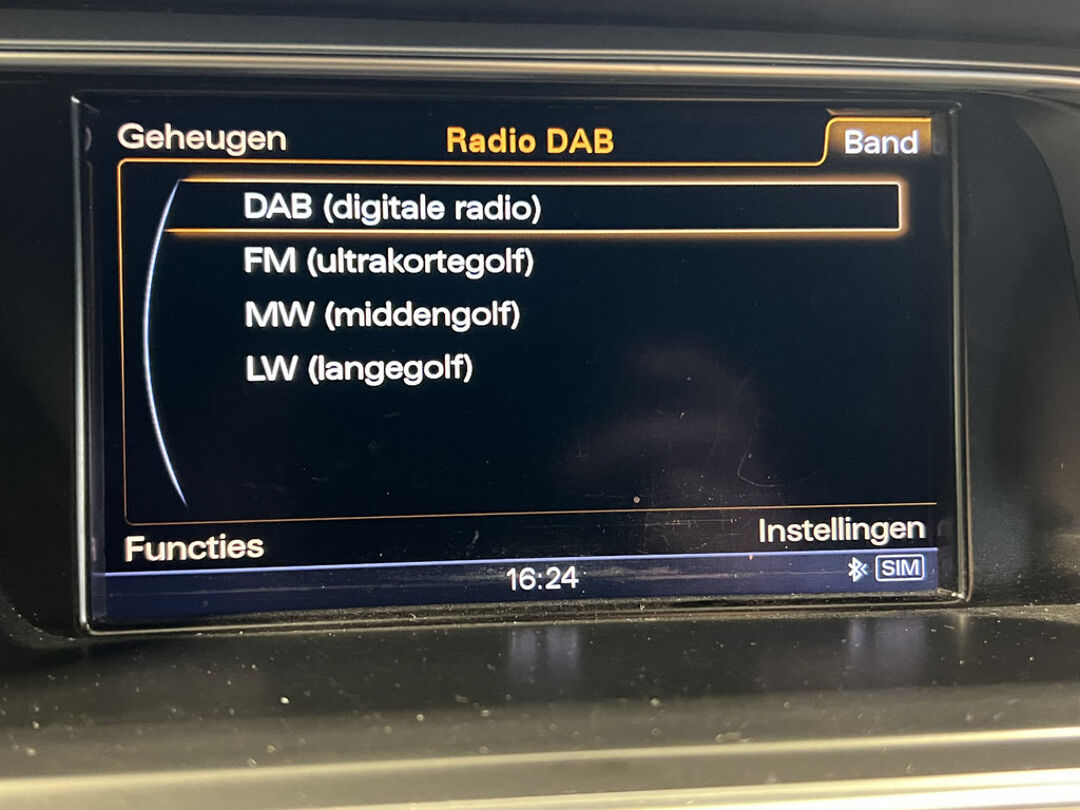 Geheugen Radio DAB Band
DAB (digitale radio)
FM (ultrakortegolf)
MW (middengolf)
LW (langegolf)
Functies Instellingen
16:24 SIM